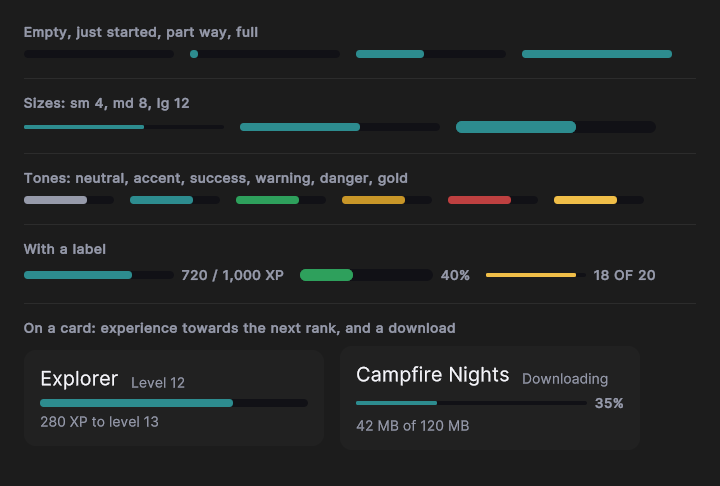 Empty, just started, part way, full
Sizes: sm 4, md 8, lg 12
Tones: neutral, accent, success, warning, danger, gold
With a label
720 / 1,000 XP
40%
18 OF 20
On a card: experience towards the next rank, and a download
Explorer Level 12
280 XP to level 13
Campfire Nights Downloading
35%
42 MB of 120 MB